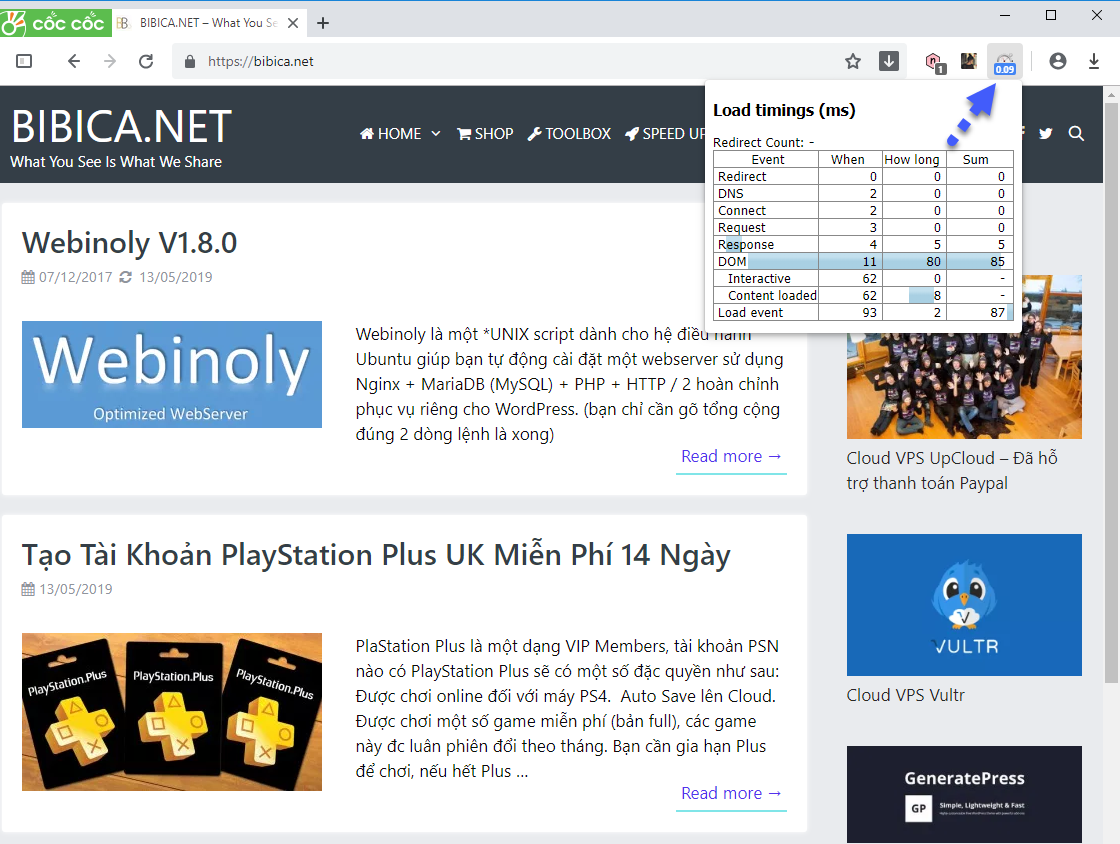 cốc cốc
BIBICA.NET – What You Se
https://bibica.net
1
0.09
BIBICA.NET
What You See Is What We Share
HOME
SHOP
TOOLBOX
SPEED UP
Load timings (ms)
Redirect Count: -
Event When How long Sum
Redirect 0 0 0
DNS 2 0 0
Connect 2 0 0
Request 3 0 0
Response 4 5 5
DOM 11 80 85
Interactive 62 0 -
Content loaded 62 8 -
Load event 93 2 87
Webinoly V1.8.0
07/12/2017 13/05/2019
Webinoly
Optimized WebServer
Webinoly là một *UNIX script dành cho hệ điều hành
Ubuntu giúp bạn tự động cài đặt một webserver sử dụng
Nginx + MariaDB (MySQL) + PHP + HTTP / 2 hoàn chỉnh
phục vụ riêng cho WordPress. (bạn chỉ cần gõ tổng cộng
đúng 2 dòng lệnh là xong)
Read more →
Tạo Tài Khoản PlayStation Plus UK Miễn Phí 14 Ngày
13/05/2019
PlayStation.Plus
PlayStation.Plus
PlayStation.Plus
PlaStation Plus là một dạng VIP Members, tài khoản PSN
nào có PlayStation Plus sẽ có một số đặc quyền như sau:
Được chơi online đối với máy PS4. Auto Save lên Cloud.
Được chơi một số game miễn phí (bản full), các game
này đc luân phiên đổi theo tháng. Bạn cần gia hạn Plus
để chơi, nếu hết Plus ...
Read more →
Cloud VPS UpCloud – Đã hỗ
trợ thanh toán Paypal
VULTR
Cloud VPS Vultr
GeneratePress
GP
Simple, Lightweight & Fast